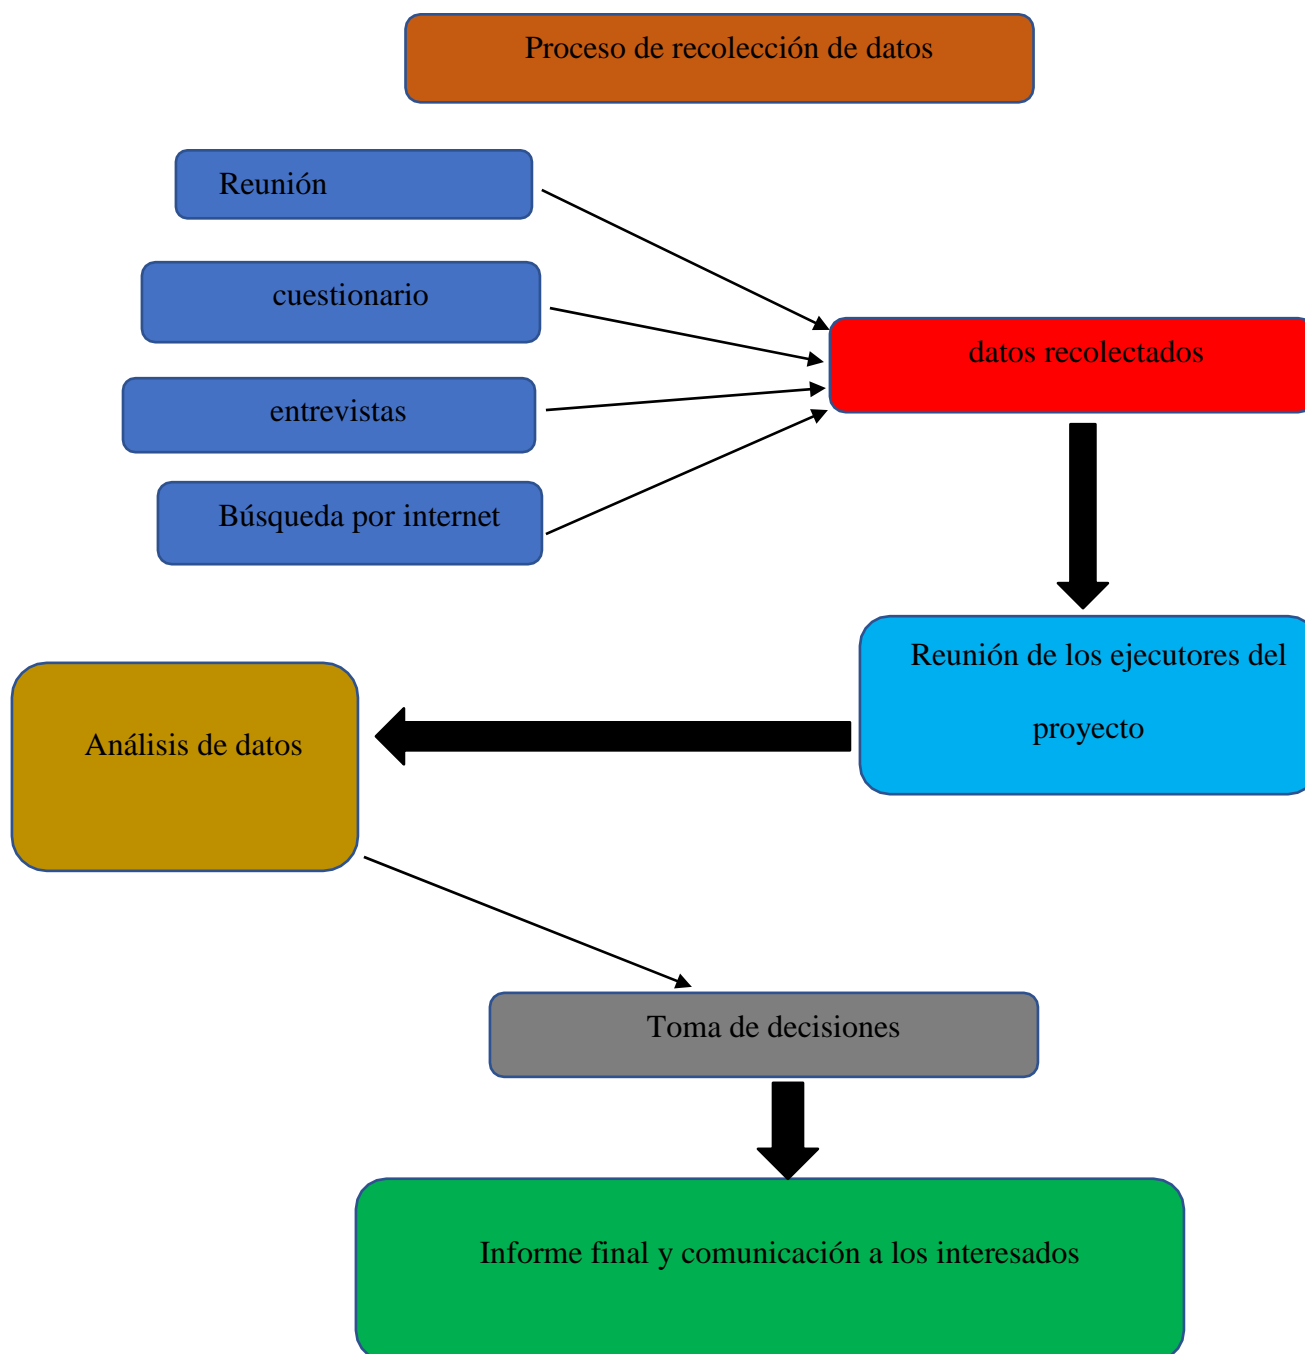 Proceso de recolección de datos
Reunión
cuestionario
datos recolectados
entrevistas
Búsqueda por internet
Reunión de los ejecutores del
proyecto
Análisis de datos
Toma de decisiones
Informe final y comunicación a los interesados